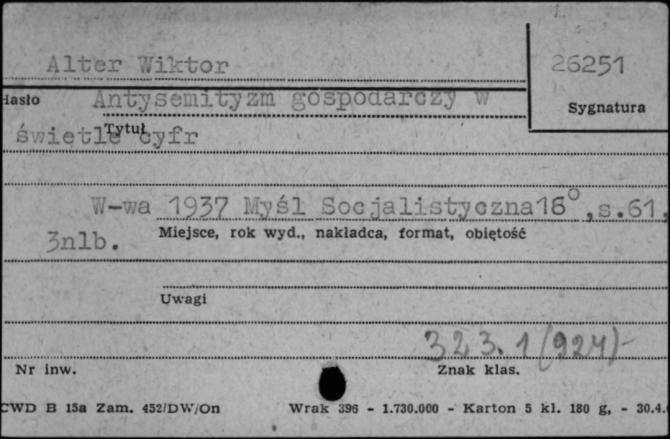 Alter Wiktor
26251
Hasło
Antysemityzm gospodarczy w
Sygnatura
Tytuł
świetle cyfr
W-wa 1937 Myśl Socjalistyczna16°,s.61,
3nlb.
Miejsce, rok wyd., nakładca, format, objętość
Uwagi
323.1(924)-
Nr inw.
Znak klas.
CWD B 15a Zam. 452/DW/On
Wrak 396 - 1.730.000 - Karton 5 kl. 180 g, - 30.4.